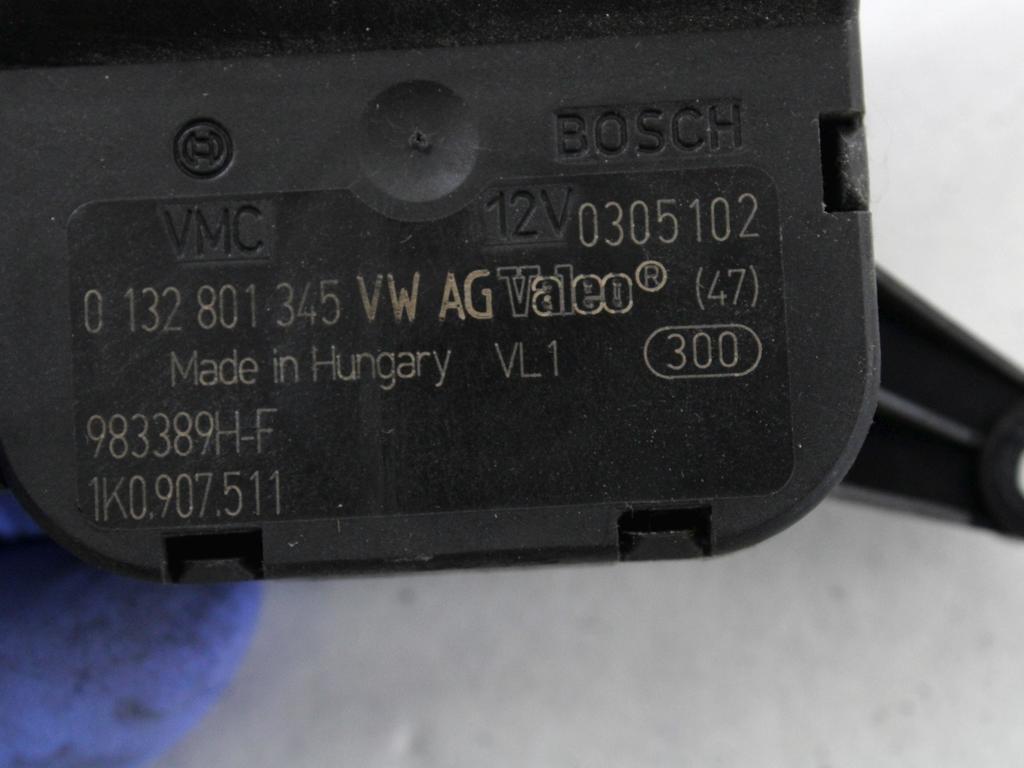 BOSCH
VMC 12V 0305102
0 132 801 345 VW AG Valeo® (47)
Made in Hungary VL1 300
983389H-F
1K0.907.511